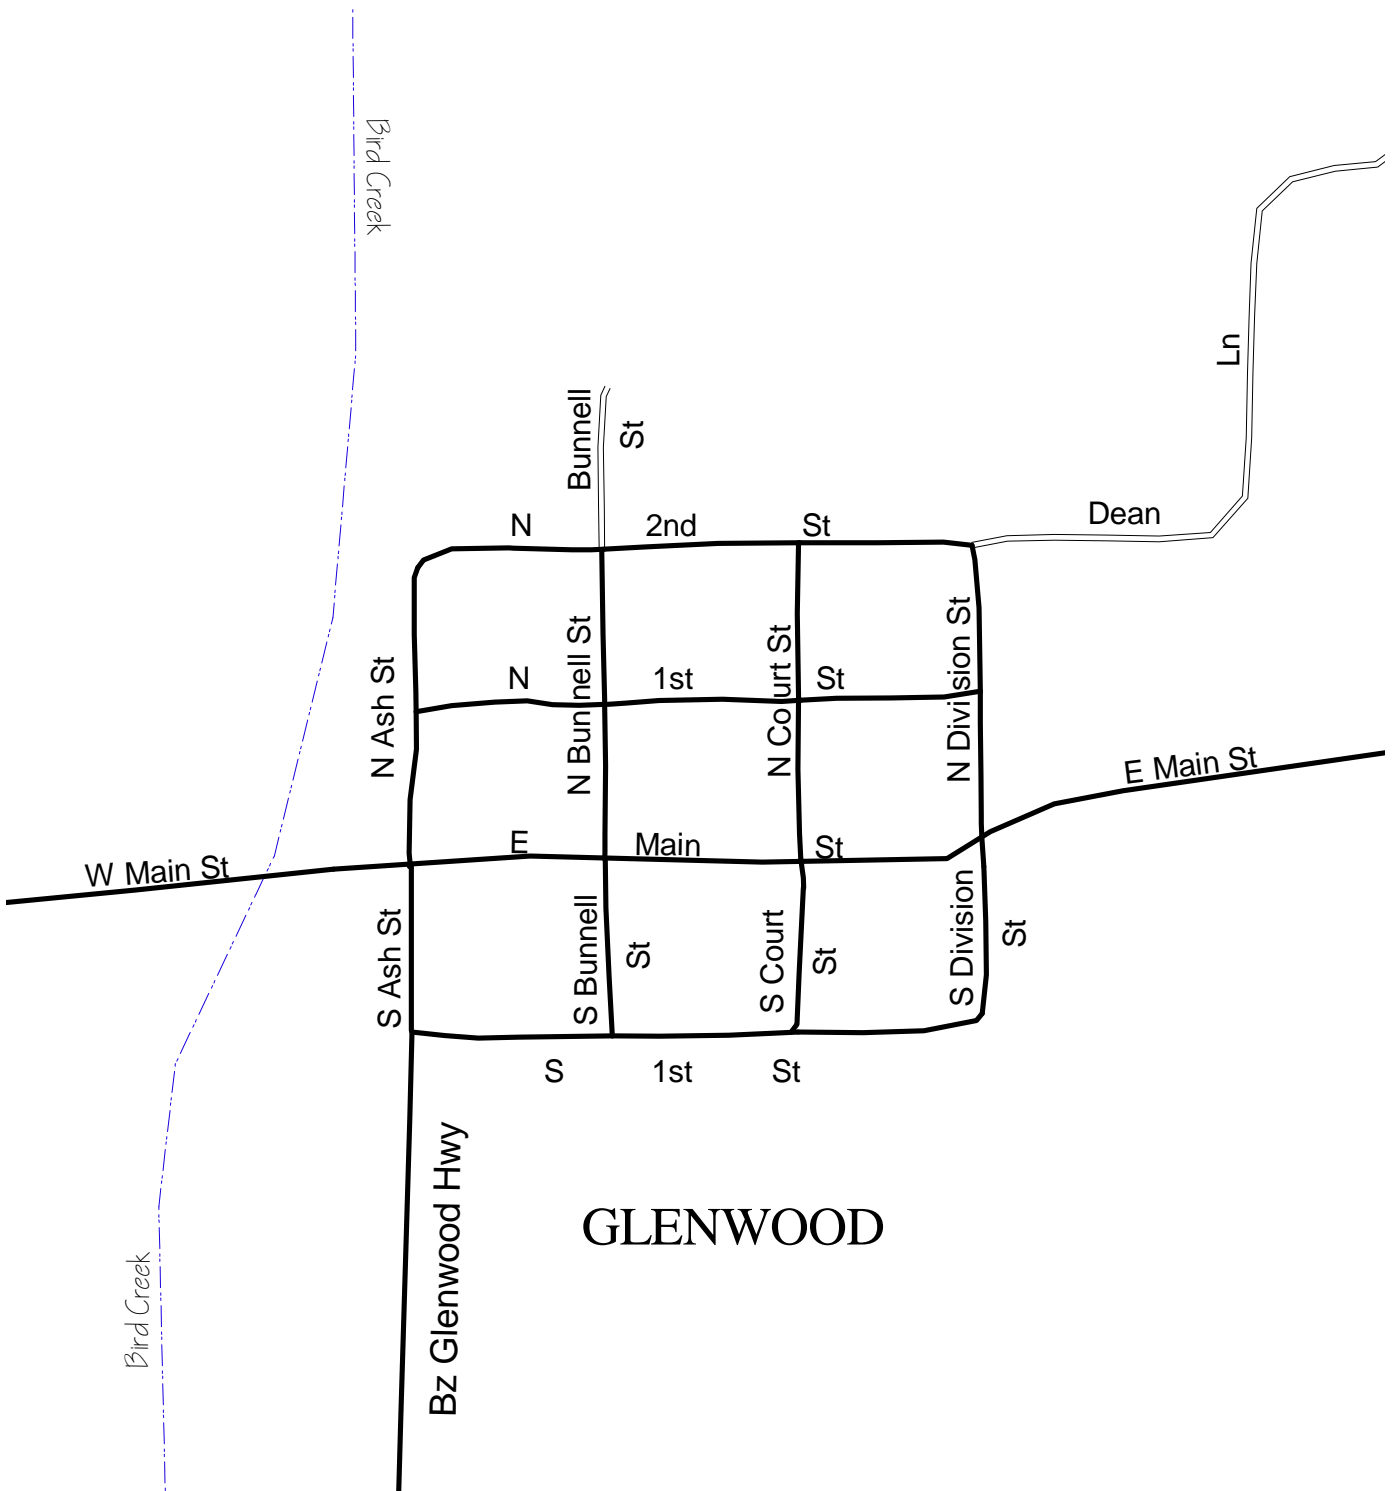 Bird Creek
Ln
Bunnell
St
Dean
N 2nd St
N Ash St
N Bunnell St
N Court St
N Division St
N 1st St
E Main St
E Main St
W Main St
S Ash St
S Bunnell
St
S Court
St
S Division
St
S 1st St
Bz Glenwood Hwy
GLENWOOD
Bird Creek